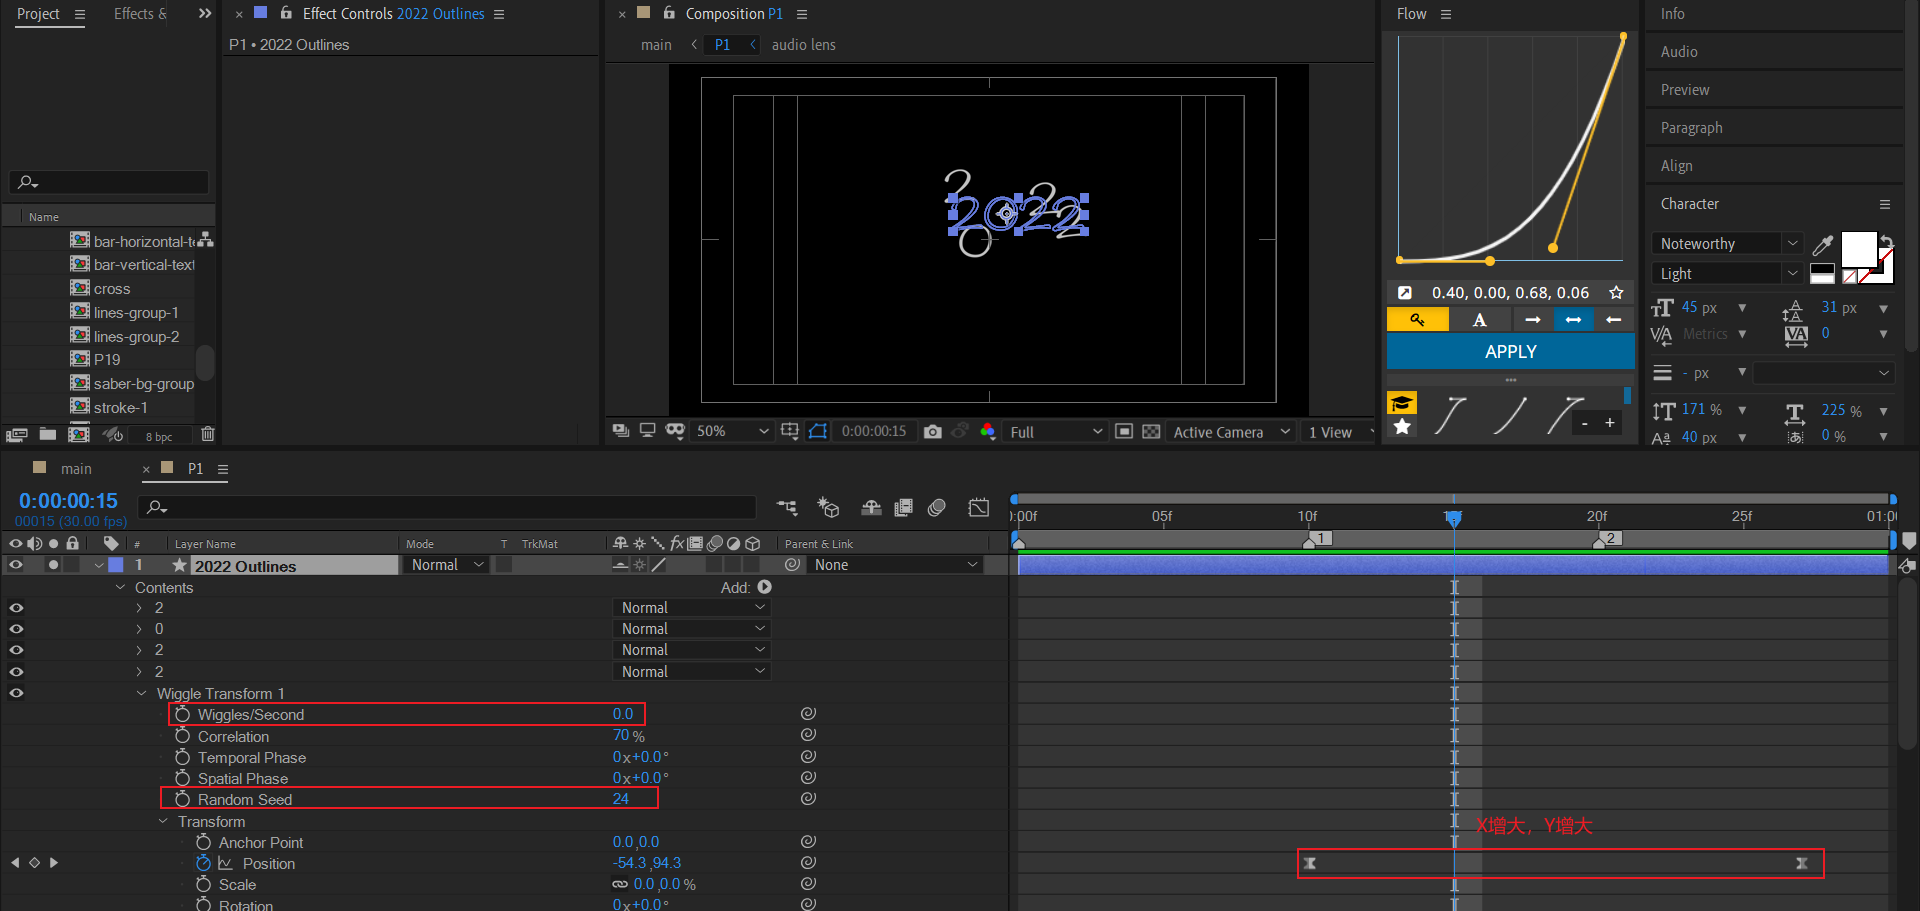 Project
Effects &
Effect Controls 2022 Outlines
P1 • 2022 Outlines
Name
bar-horizontal-te
bar-vertical-text
cross
lines-group-1
lines-group-2
P19
saber-bg-group
stroke-1
8 bpc
Composition P1
main
P1
audio lens
2022
2022
50%
0:00:00:15
Full
Active Camera
1 View
Flow
0.40, 0.00, 0.68, 0.06
A
APPLY
- +
Info
Audio
Preview
Paragraph
Align
Character
Noteworthy
Light
45 px
31 px
Metrics
0
- px
171 %
225 %
40 px
0 %
main
P1
0:00:00:15
00015 (30.00 fps)
# Layer Name Mode T TrkMat Parent & Link
1 2022 Outlines Normal None
Contents Add:
2 Normal
0 Normal
2 Normal
2 Normal
Wiggle Transform 1
Wiggles/Second 0.0
Correlation 70 %
Temporal Phase 0x+0.0°
Spatial Phase 0x+0.0°
Random Seed 24
Transform
Anchor Point 0.0,0.0
Position -54.3,94.3
Scale 0.0,0.0 %
Rotation 0x+0.0°
:00f 05f 10f 20f 25f 01:00
1 2
X增大，Y增大